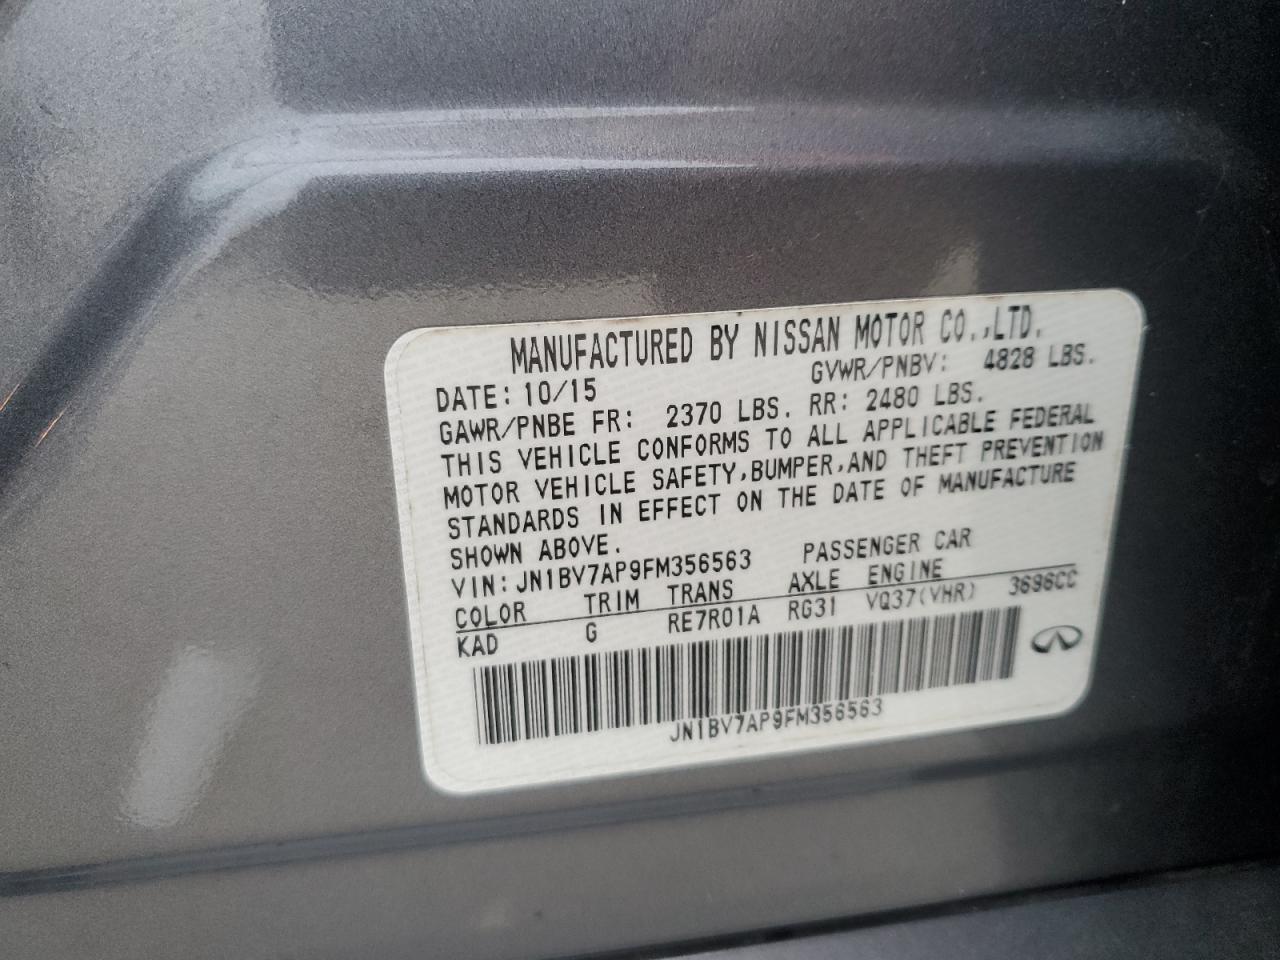 MANUFACTURED BY NISSAN MOTOR CO.,LTD.
DATE: 10/15 GVWR/PNBV: 4828 LBS.
GAWR/PNBE FR: 2370 LBS. RR: 2480 LBS.
THIS VEHICLE CONFORMS TO ALL APPLICABLE FEDERAL
MOTOR VEHICLE SAFETY,BUMPER,AND THEFT PREVENTION
STANDARDS IN EFFECT ON THE DATE OF MANUFACTURE
SHOWN ABOVE.
VIN: JN1BV7AP9FM356563 PASSENGER CAR
COLOR TRIM TRANS AXLE ENGINE
KAD G RE7R01A RG31 VQ37(VHR) 3696CC
JN1BV7AP9FM356563